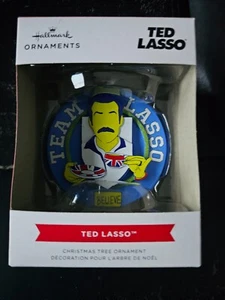 Hallmark
ORNAMENTS
TED
LASSO
TEAM LASSO
BELIEVE
TED LASSO™
CHRISTMAS TREE ORNAMENT
DÉCORATION POUR L'ARBRE DE NOËL